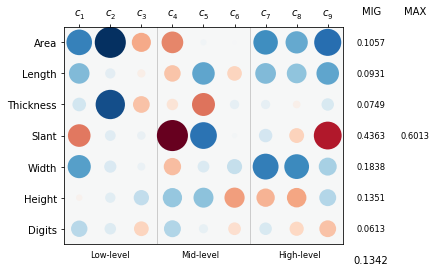 c1 c2 c3 c4 c5 c6 c7 c8 c9 MIG MAX
Area 0.1057
Length 0.0931
Thickness 0.0749
Slant 0.4363 0.6013
Width 0.1838
Height 0.1351
Digits 0.0613
Low-level Mid-level High-level
0.1342